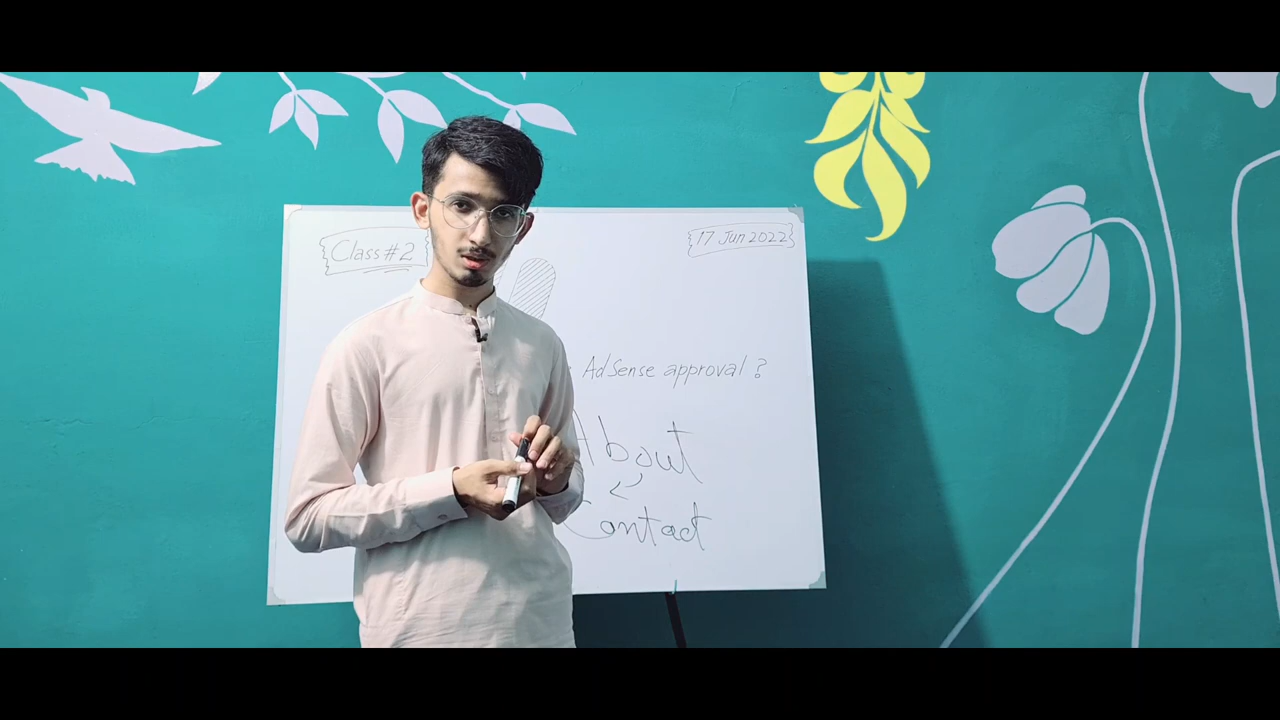 Class#2
17 Jun 2022
AdSense approval ?
About
Contact